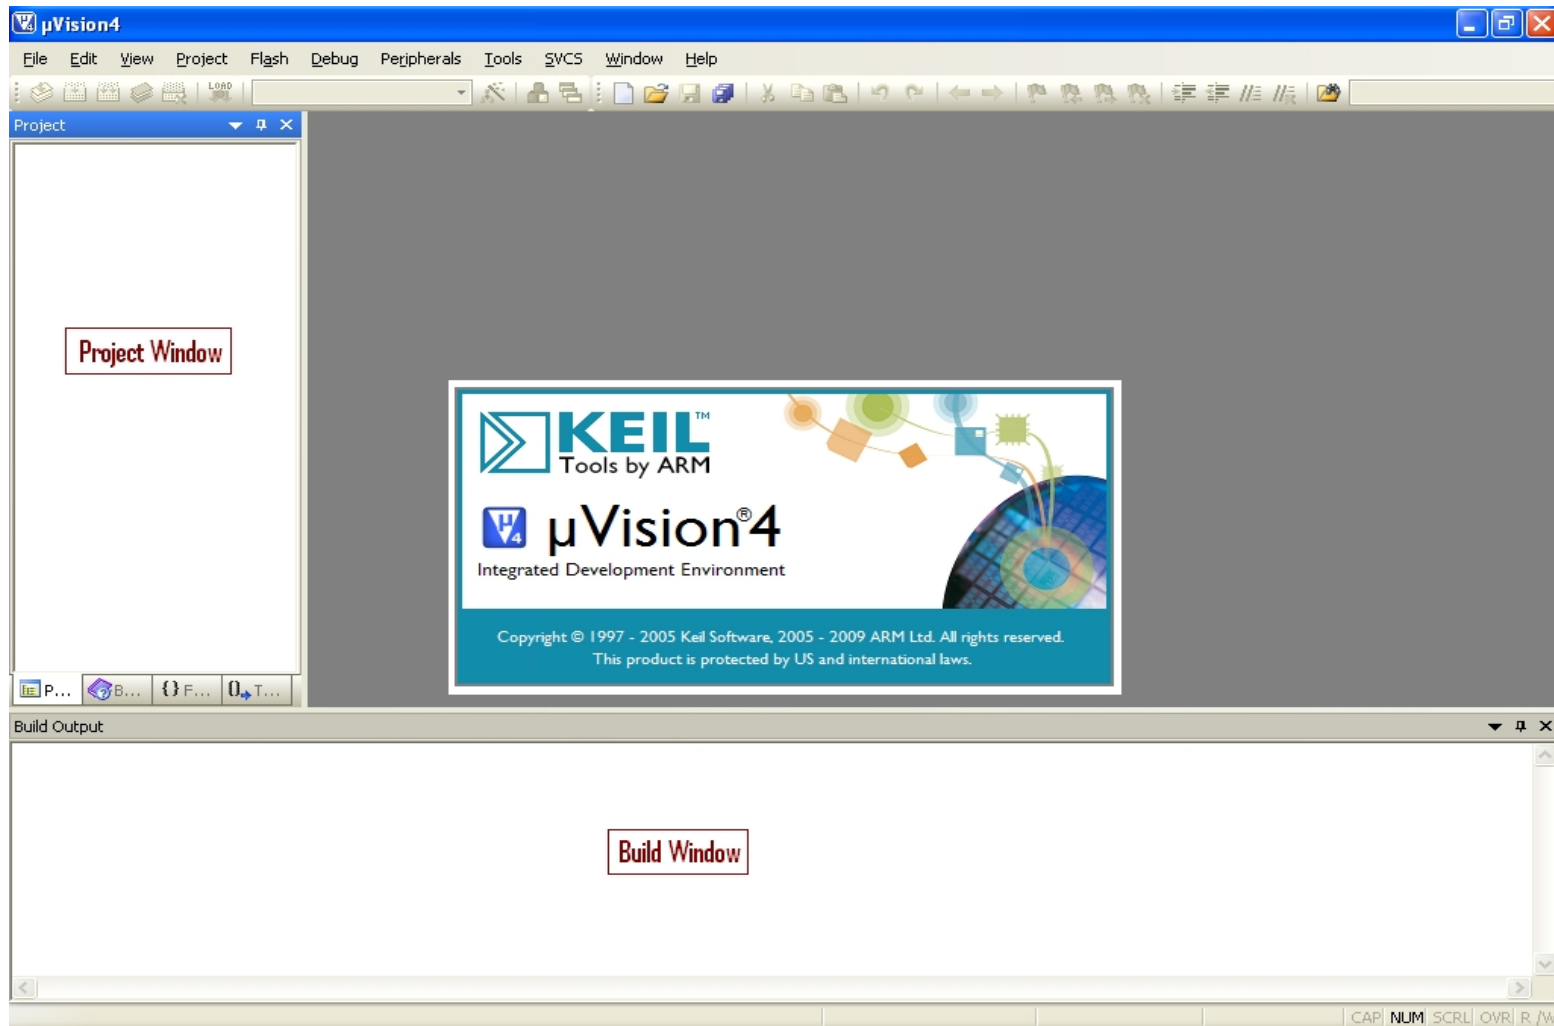 µVision4
File Edit View Project Flash Debug Peripherals Tools SVCS Window Help
LOAD
Project
Project Window
KEIL™
Tools by ARM
µVision®4
Integrated Development Environment
Copyright © 1997 - 2005 Keil Software, 2005 - 2009 ARM Ltd. All rights reserved.
This product is protected by US and international laws.
P... B... {} F... {} T...
Build Output
Build Window
CAP NUM SCRL OVR R /W